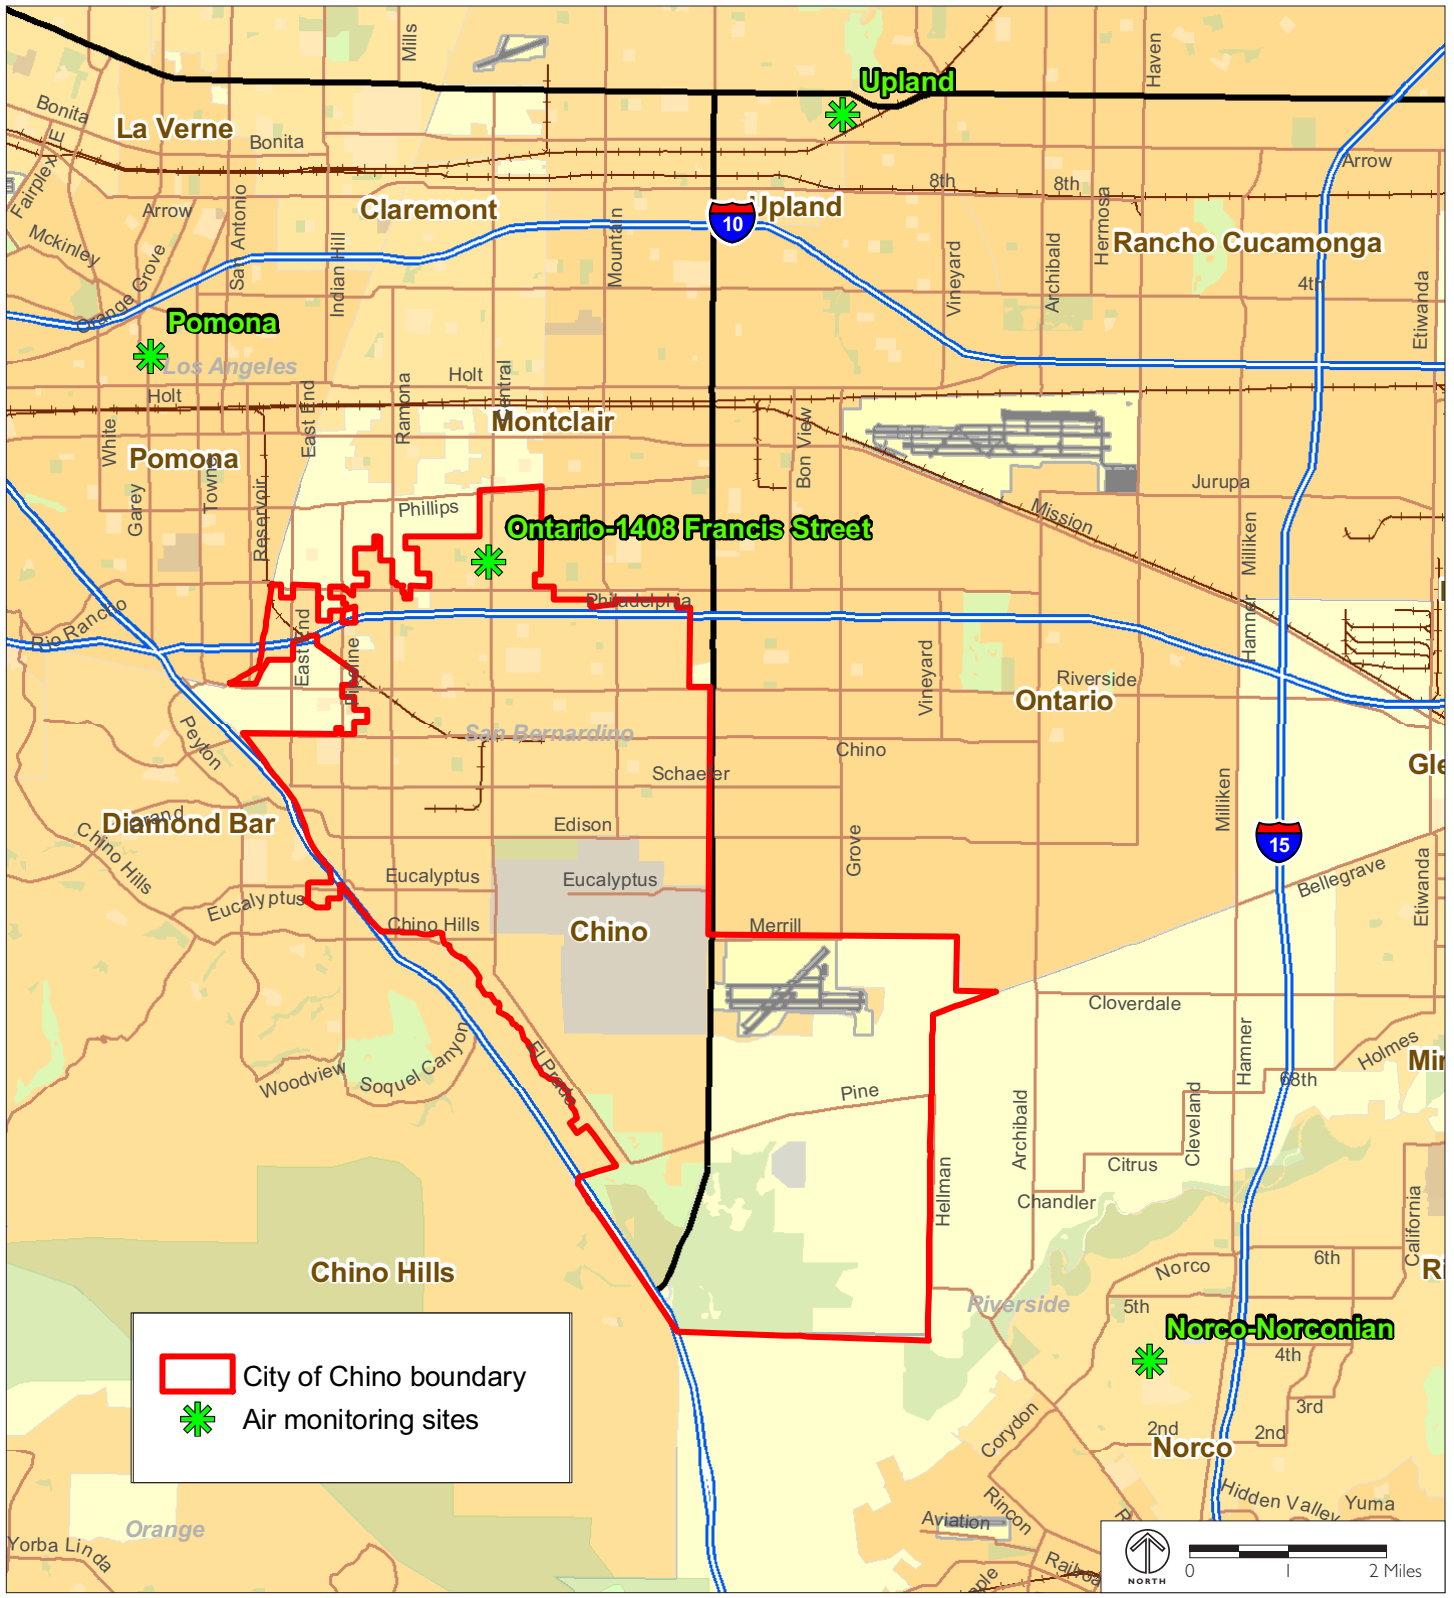 Mills
Haven
Upland
Bonita
La Verne
Bonita
Fairplex
E
Arrow
8th
8th
Arrow
San Antonio
Claremont
Mountain
Upland
10
Hermosa
Mckinley
Orange Grove
Indian Hill
Vineyard
Archibald
Rancho Cucamonga
4th
Etiwanda
Pomona
Los Angeles
Holt
Holt
Central
Ramona
East End
White
Montclair
Bon View
Pomona
Towne
Garey
Reservoir
Phillips
Jurupa
Mission
Milliken
Ontario-1408 Francis Street
Philadelphia
Rio Rancho
East End
Pipeline
Hamner
Vineyard
Riverside
Ontario
Peyton
San Bernardino
Chino
Schaefer
Gle
Milliken
Diamond Bar
Grand
Chino Hills
Edison
Grove
15
Eucalyptus
Eucalyptus
Eucalyptus
Bellegrave
Etiwanda
Chino Hills
Chino
Merrill
Cloverdale
El Prado
Woodview
Soquel Canyon
Hamner
Holmes
Mir
68th
Pine
Archibald
Cleveland
Citrus
Chandler
Hellman
California
Chino Hills
Norco
6th
Ri
Riverside
5th
Norco-Norconian
4th
3rd
City of Chino boundary
Air monitoring sites
Corydon
2nd
2nd
Norco
Hidden Valley
Yuma
Rincon
Aviation
Orange
Yorba Linda
Railroa
NORTH
0
1
2 Miles